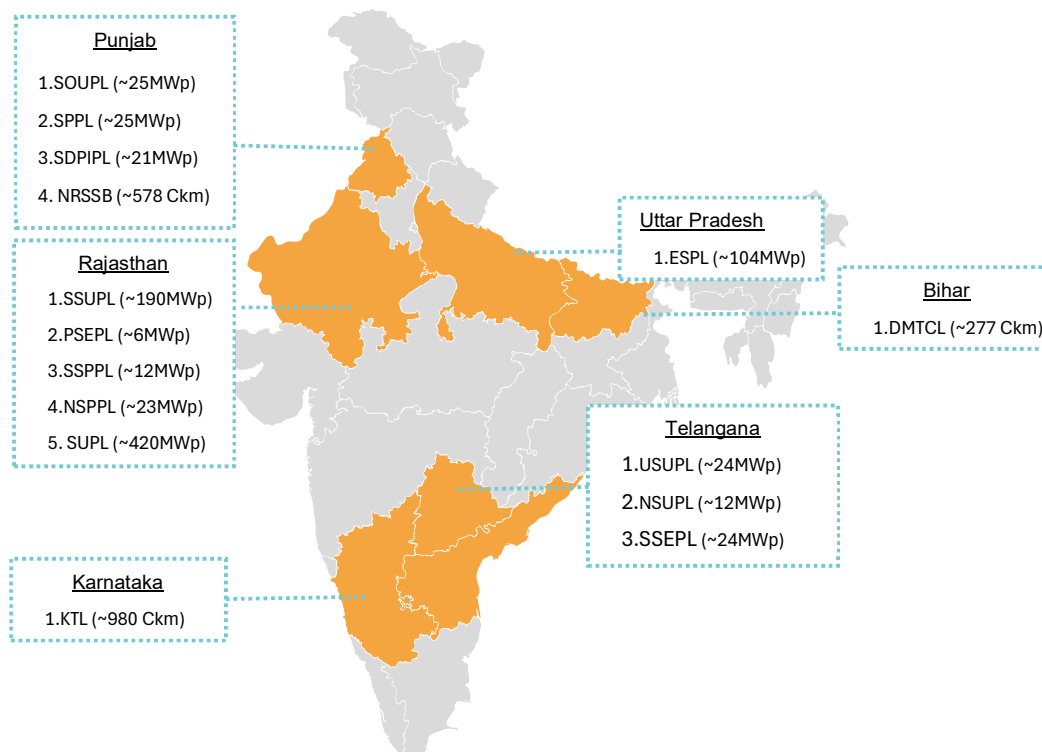 Punjab
1.SOUPL (~25MWp)
2.SPPL (~25MWp)
3.SDPIPL (~21MWp)
4. NRSSB (~578 Ckm)
Rajasthan
1.SSUPL (~190MWp)
2.PSEPL (~6MWp)
3.SSPPL (~12MWp)
4.NSPPL (~23MWp)
5. SUPL (~420MWp)
Uttar Pradesh
1.ESPL (~104MWp)
Bihar
1.DMTCL (~277 Ckm)
Telangana
1.USUPL (~24MWp)
2.NSUPL (~12MWp)
3.SSEPL (~24MWp)
Karnataka
1.KTL (~980 Ckm)